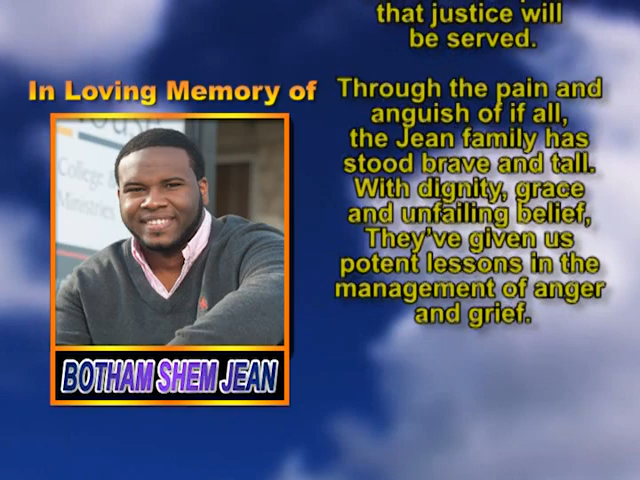 that justice will
be served.
In Loving Memory of
College
Ministries
BOTHAM SHEM JEAN
Through the pain and
anguish of if all,
the Jean family has
stood brave and tall.
With dignity, grace
and unfailing belief,
They've given us
potent lessons in the
management of anger
and grief.